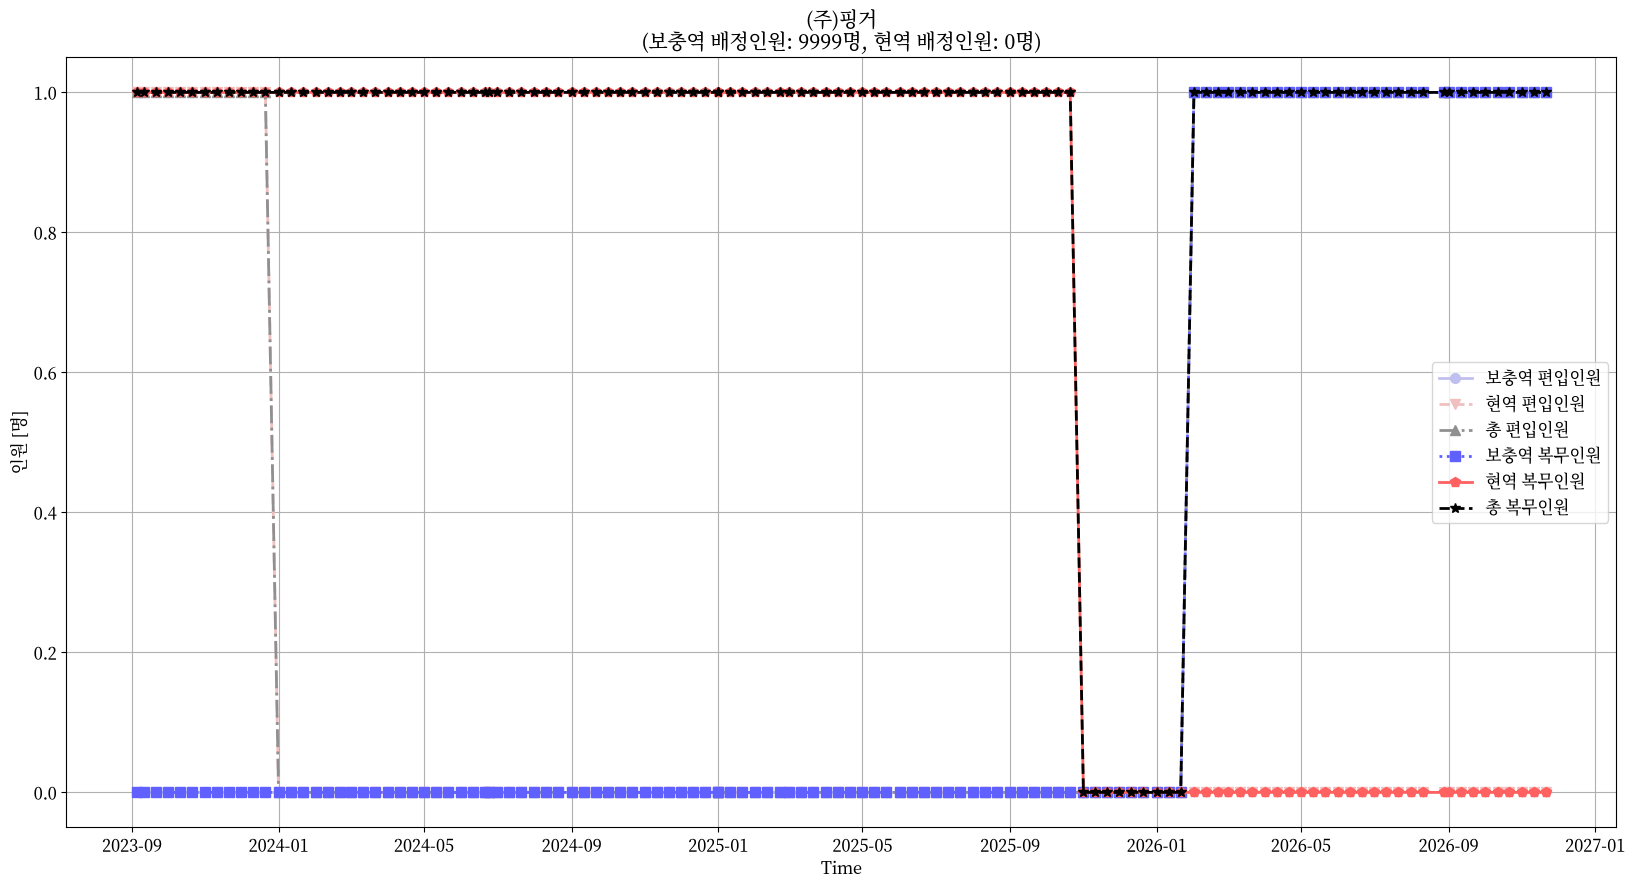 (주)핑거
(보충역 배정인원: 9999명, 현역 배정인원: 0명)
인원 [명]
1.0
0.8
0.6
0.4
0.2
0.0
보충역 편입인원
현역 편입인원
총 편입인원
보충역 복무인원
현역 복무인원
총 복무인원
2023-09
2024-01
2024-05
2024-09
2025-01
2025-05
2025-09
2026-01
2026-05
2026-09
2027-01
Time